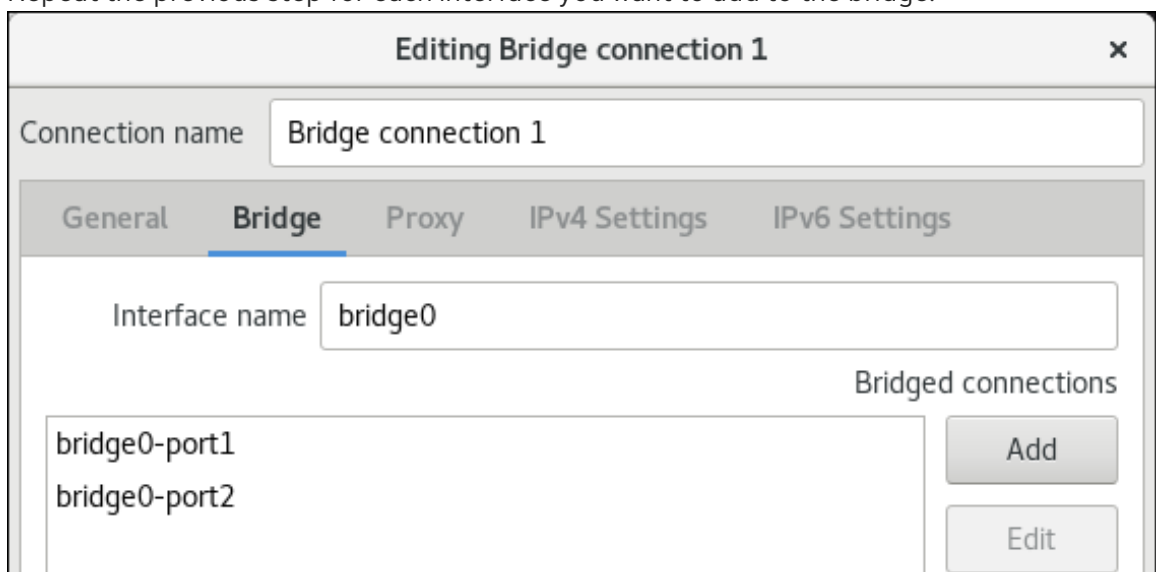 Repeat the previous step for each interface you want to add to the bridge.
Editing Bridge connection 1 ×
Connection name Bridge connection 1
General Bridge Proxy IPv4 Settings IPv6 Settings
Interface name bridge0
Bridged connections
bridge0-port1
Add
bridge0-port2
Edit